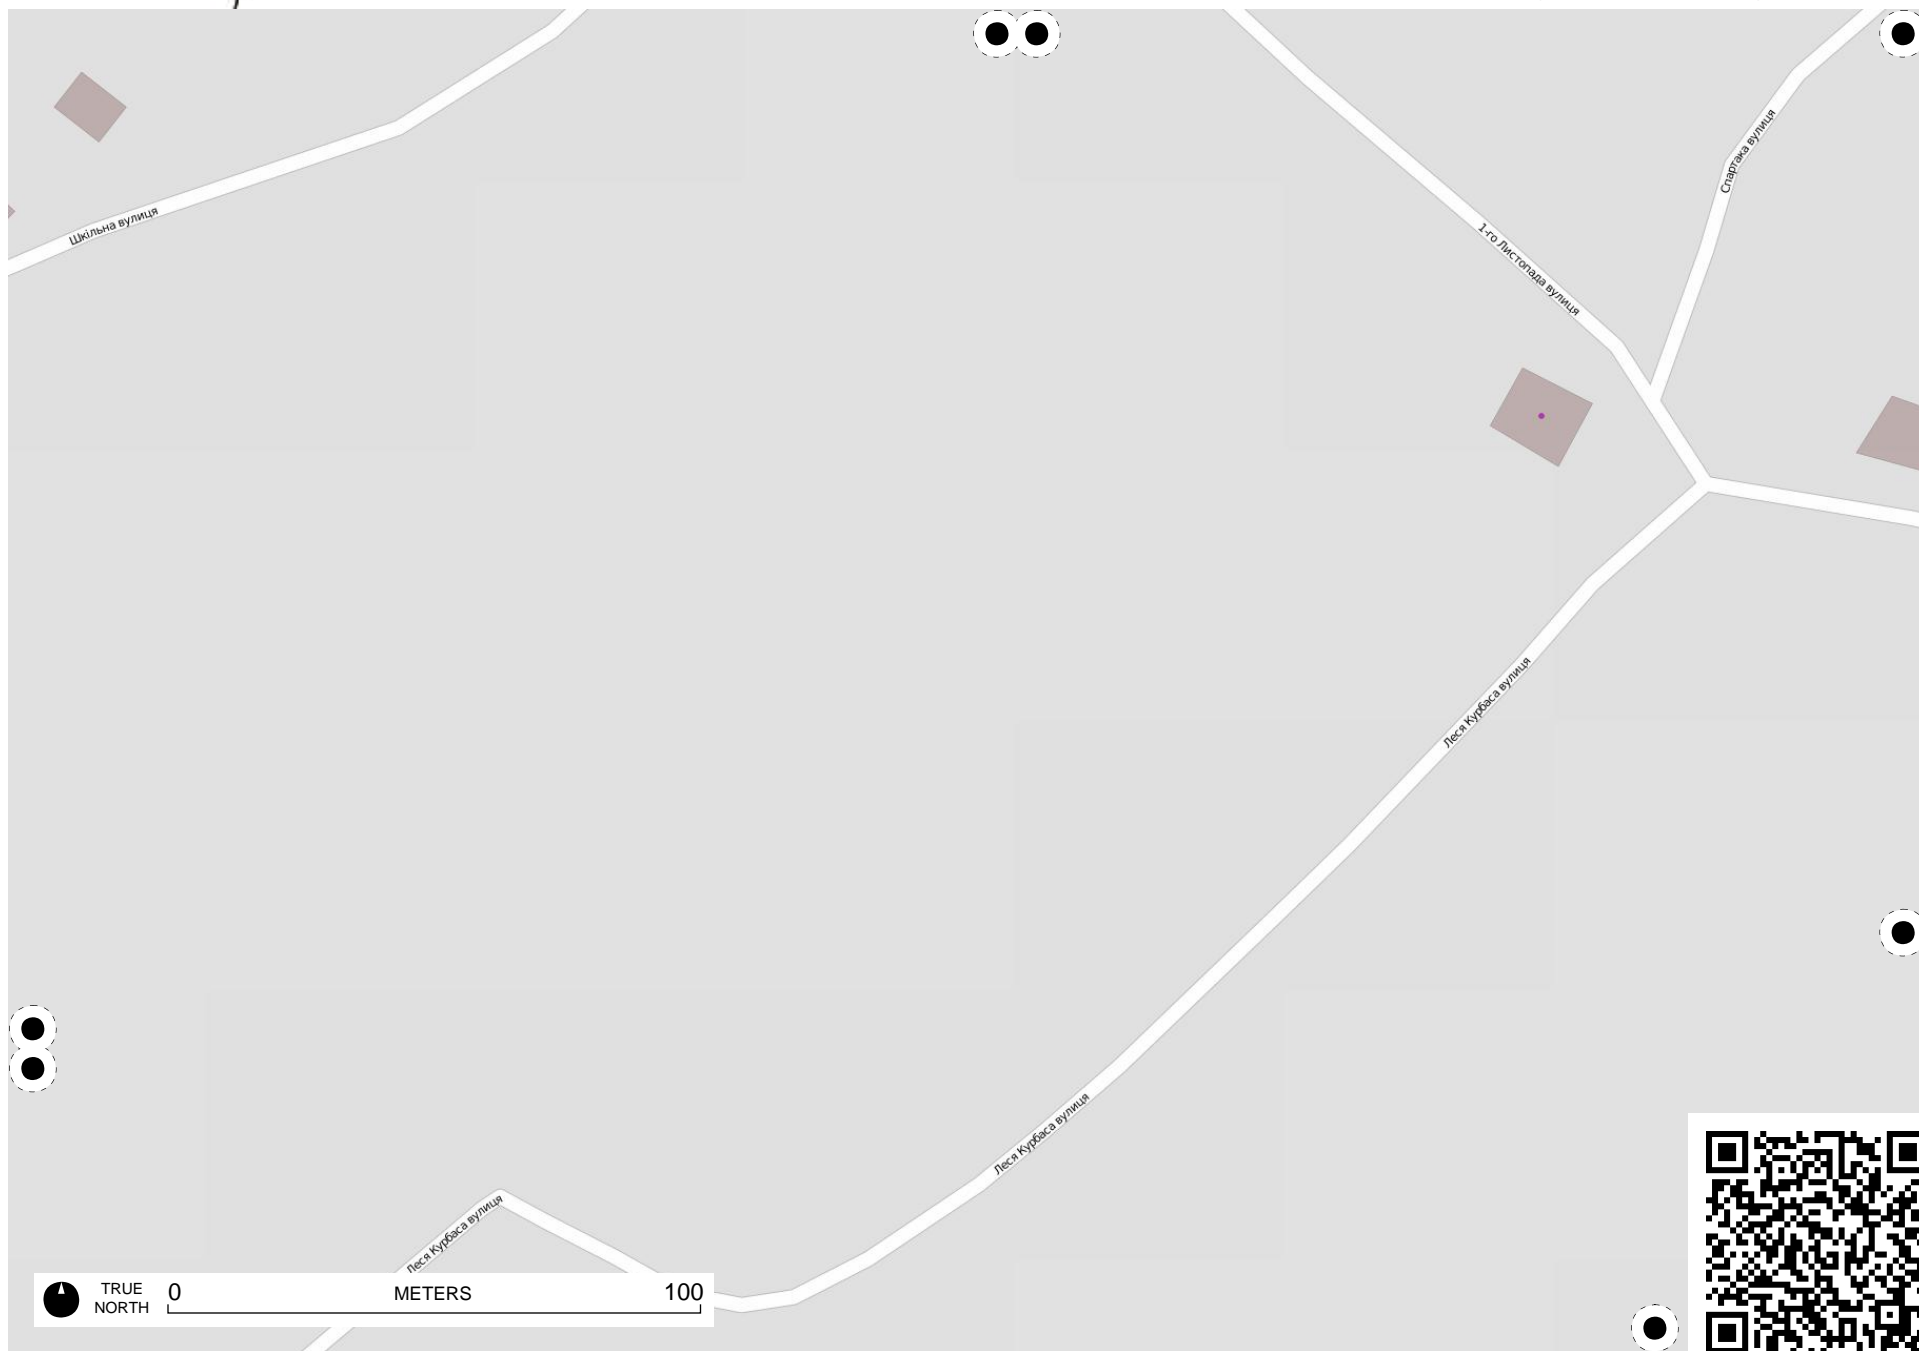 Спартака вулиця
Шкільна вулиця
1-го Листопада вулиця
Леся Курбаса вулиця
Леся Курбаса вулиця
Леся Курбаса вулиця
TRUE NORTH
0 METERS 100